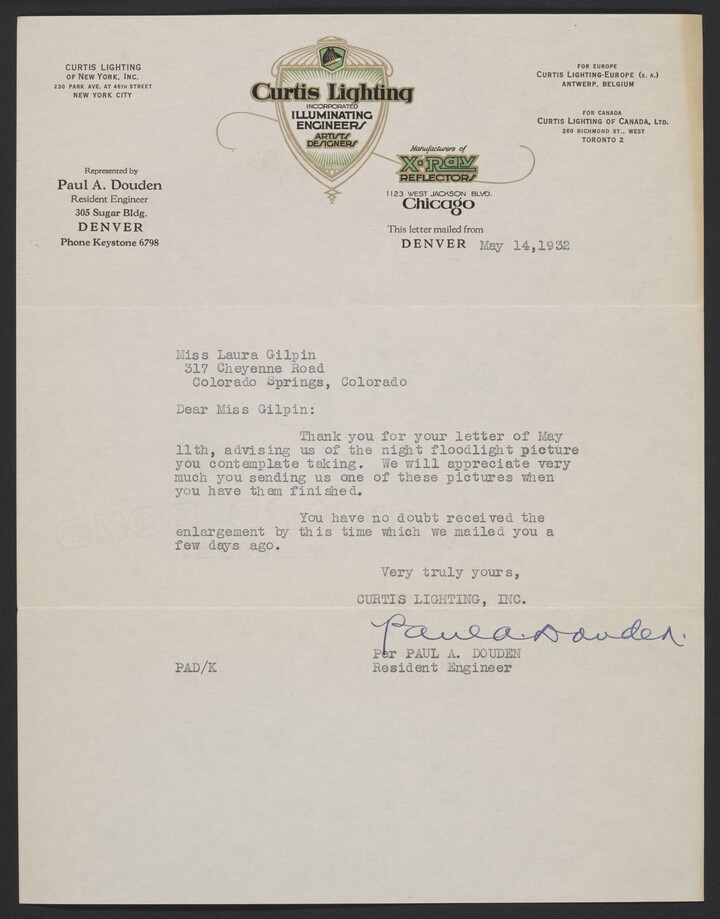 CURTIS LIGHTING
OF NEW YORK, INC.
230 PARK AVE. AT 46TH STREET
NEW YORK CITY
Curtis Lighting
INCORPORATED
ILLUMINATING
ENGINEERS
ARTISTS
DESIGNERS
FOR EUROPE
CURTIS LIGHTING-EUROPE (S. A.)
ANTWERP, BELGIUM
FOR CANADA
CURTIS LIGHTING OF CANADA, LTD.
260 RICHMOND ST., WEST
TORONTO 2
Manufacturers of
X-RAY
REFLECTORS
1123 WEST JACKSON BLVD.
Chicago
Represented by
Paul A. Douden
Resident Engineer
305 Sugar Bldg.
DENVER
Phone Keystone 6798
This letter mailed from
DENVER May 14,1932
Miss Laura Gilpin
317 Cheyenne Road
Colorado Springs, Colorado
Dear Miss Gilpin:
Thank you for your letter of May
11th, advising us of the night floodlight picture
you contemplate taking. We will appreciate very
much you sending us one of these pictures when
you have them finished.
You have no doubt received the
enlargement by this time which we mailed you a
few days ago.
Very truly yours,
CURTIS LIGHTING, INC.
Paul A. Douden.
Per PAUL A. DOUDEN
PAD/K Resident Engineer